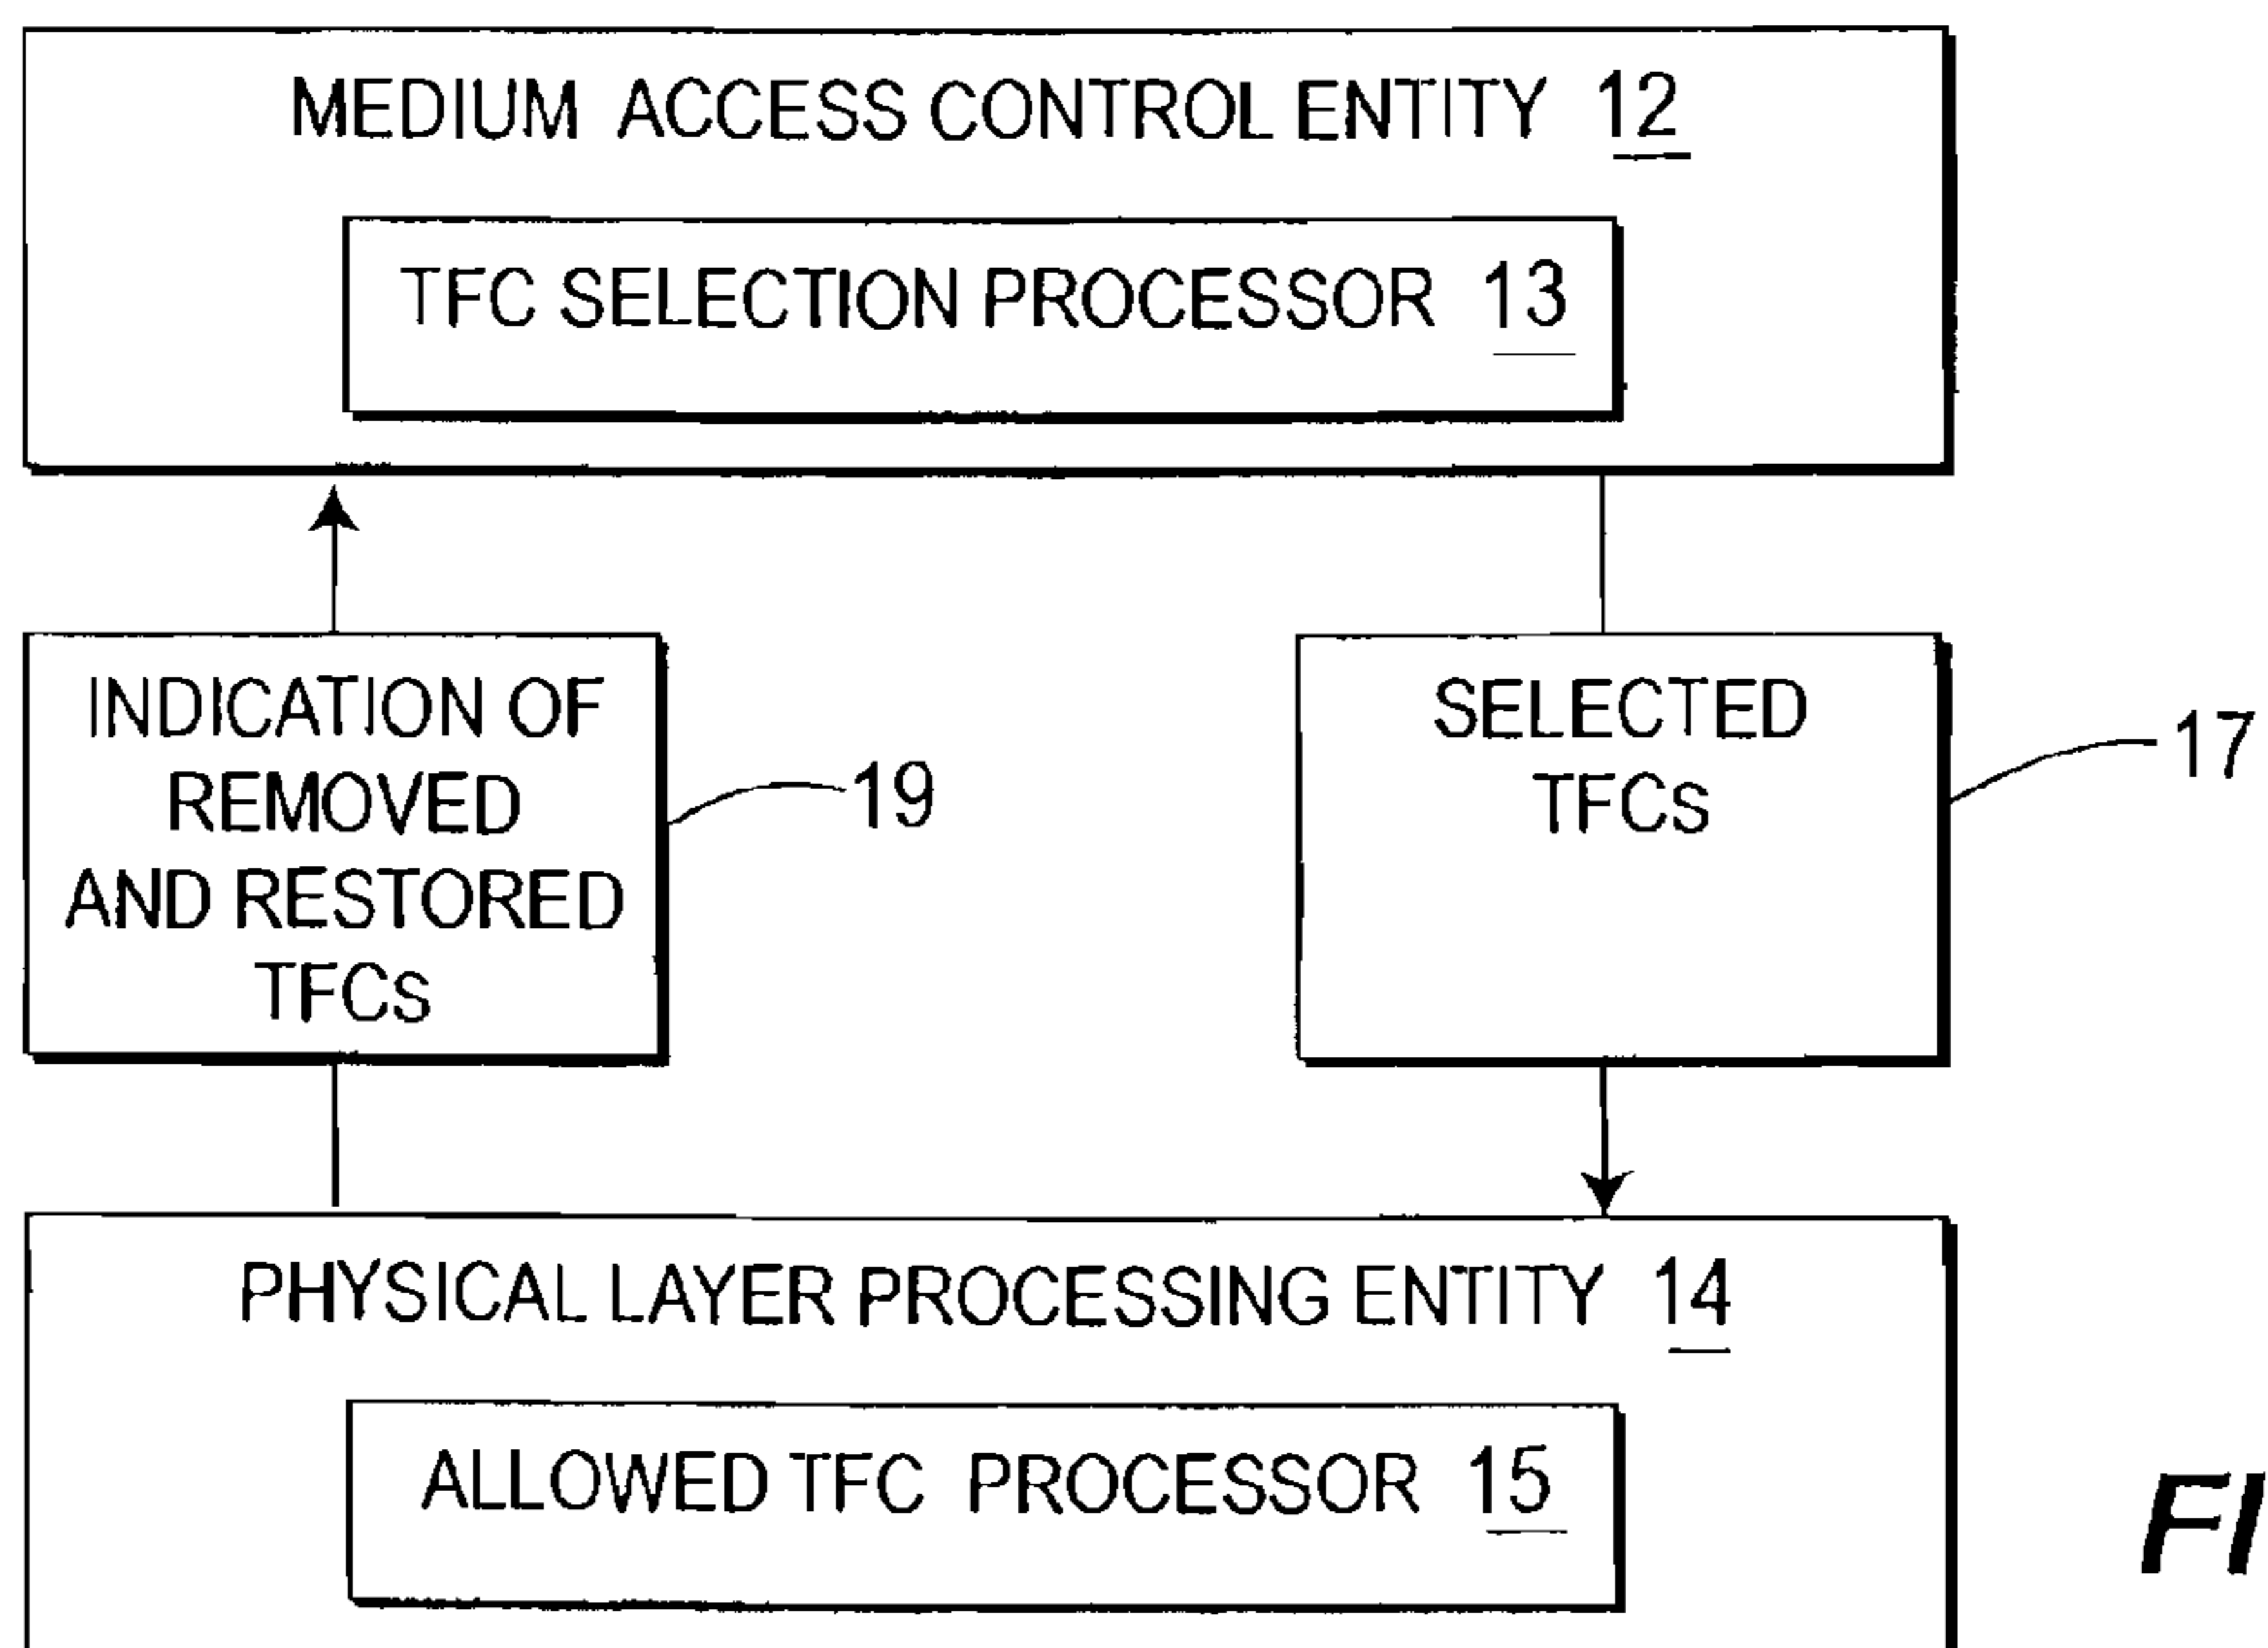 MEDIUM ACCESS CONTROL ENTITY 12
TFC SELECTION PROCESSOR 13
INDICATION OF
REMOVED
AND RESTORED
TFCs
19
SELECTED
TFCs
17
PHYSICAL LAYER PROCESSING ENTITY 14
ALLOWED TFC PROCESSOR 15
FI